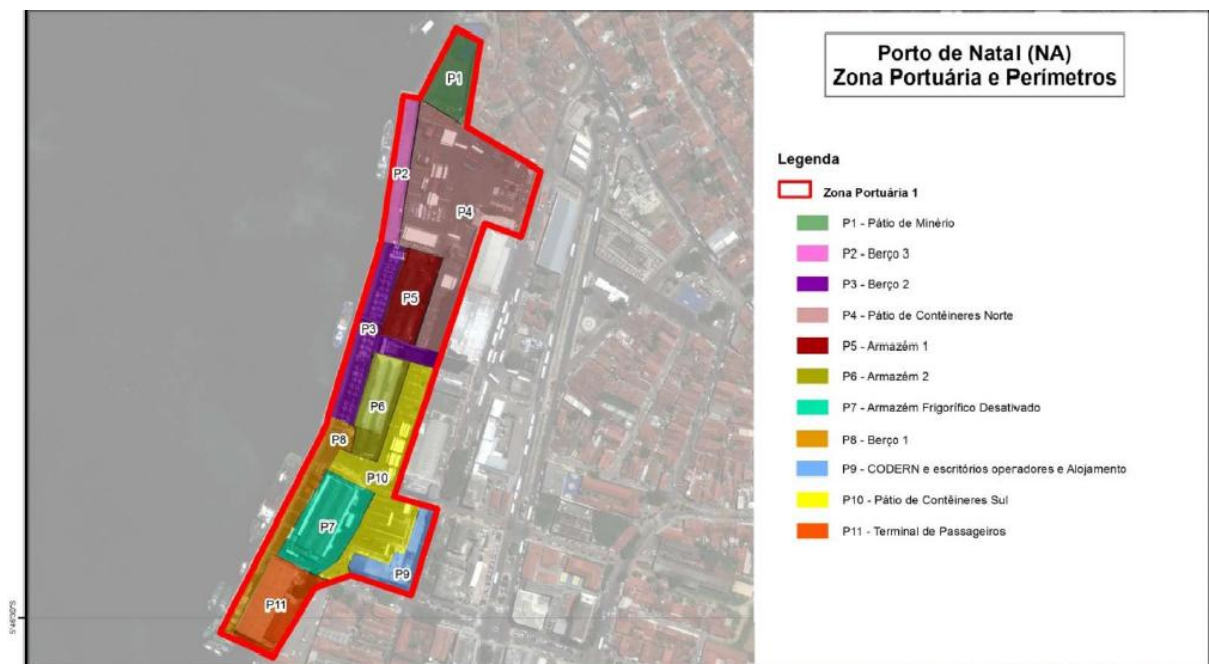 Porto de Natal (NA)
Zona Portuária e Perímetros
Legenda
Zona Portuária 1
P1 - Pátio de Minério
P2 - Berço 3
P3 - Berço 2
P4 - Pátio de Contêineres Norte
P5 - Armazém 1
P6 - Armazém 2
P7 - Armazém Frigorífico Desativado
P8 - Berço 1
P9 - CODERN e escritórios operadores e Alojamento
P10 - Pátio de Contêineres Sul
P11 - Terminal de Passageiros
P1
P2
P4
P5
P3
P6
P8
P10
P7
P9
P11
5°46'30"S